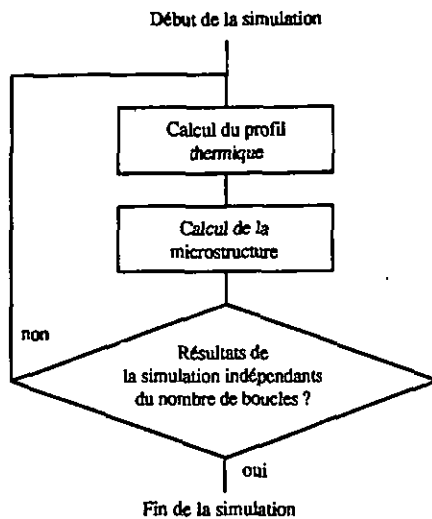 Début de la simulation
Calcul du profil
thermique
Calcul de la
microstructure
non
Résultats de
la simulation indépendants
du nombre de boucles ?
oui
Fin de la simulation